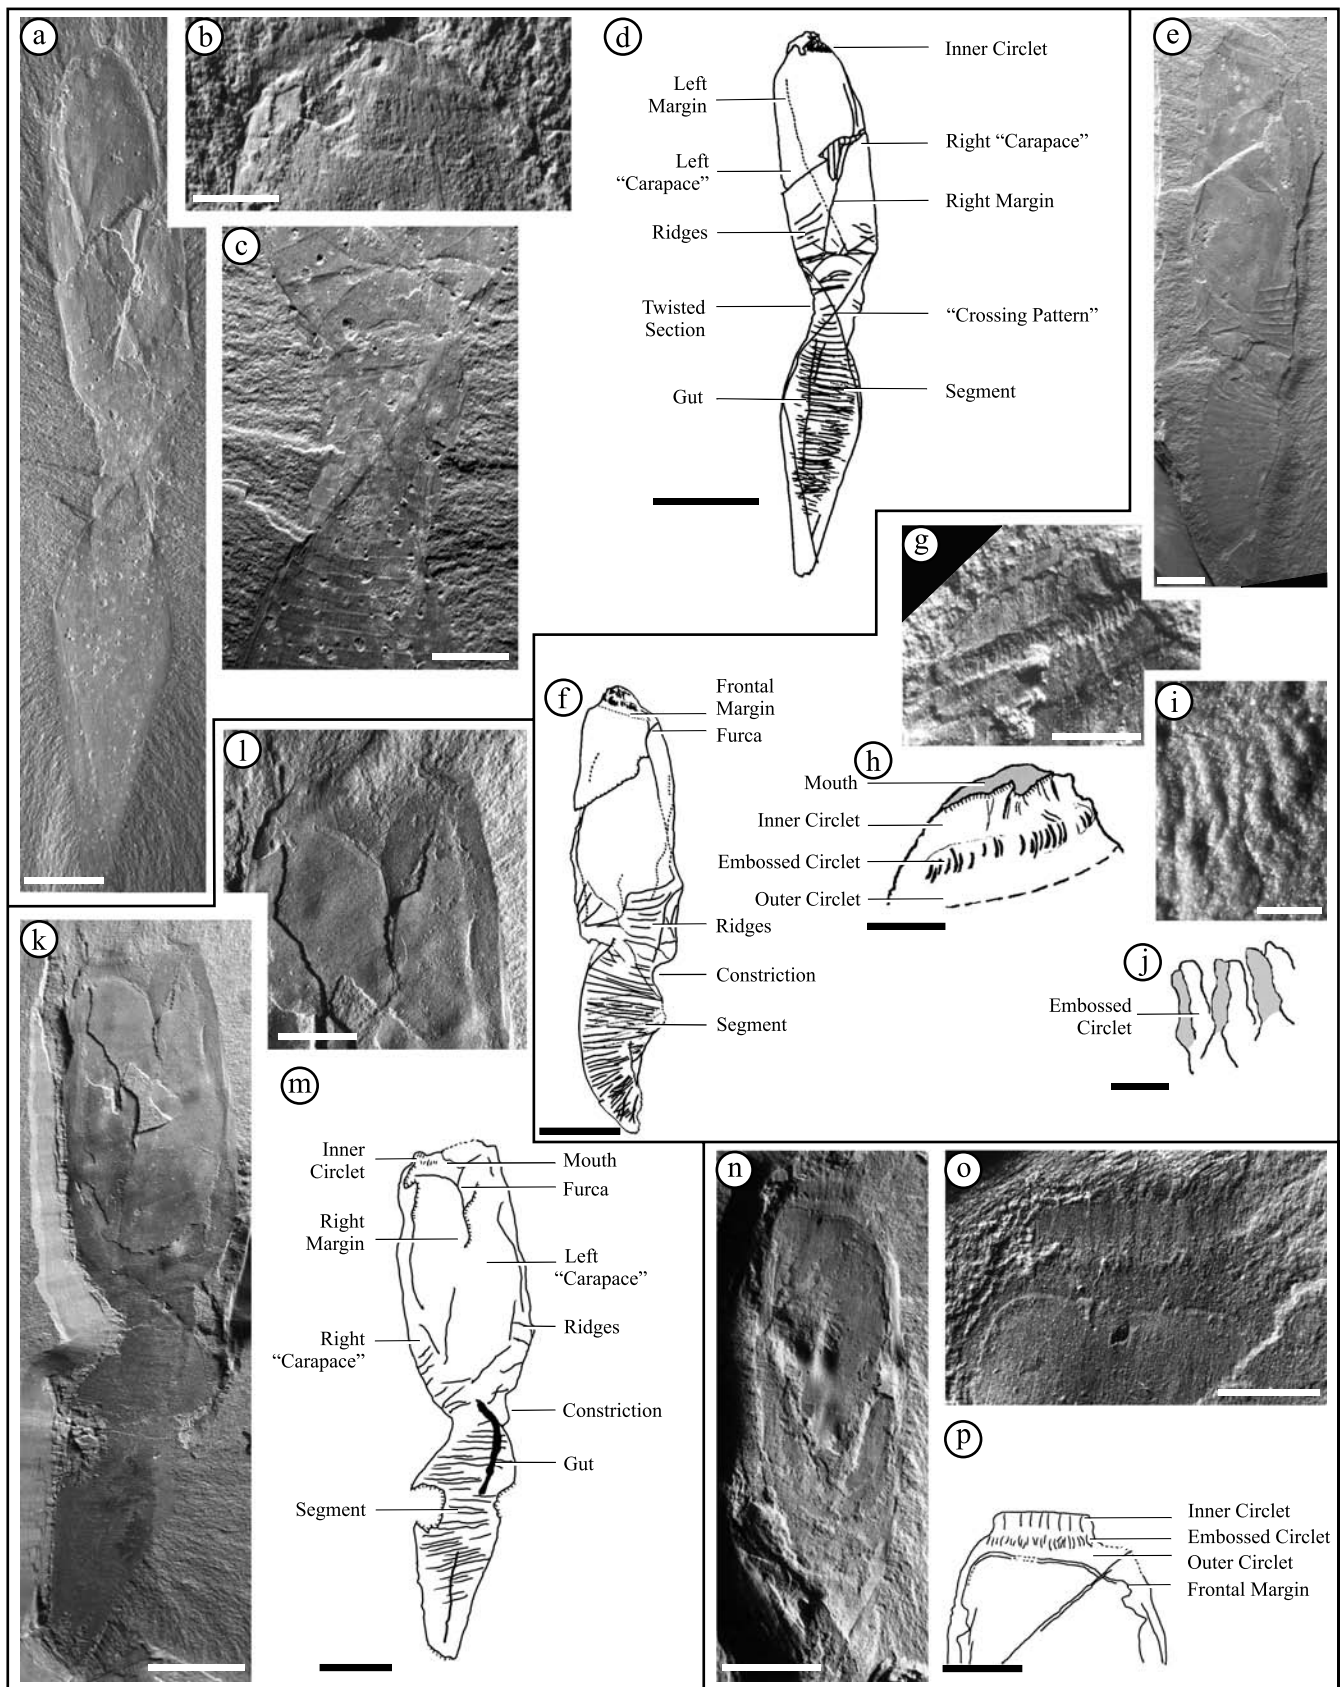 a
b
c
d
Inner Circlet
Left
Margin
Right “Carapace”
Left
“Carapace”
Right Margin
Ridges
Twisted
Section
“Crossing Pattern”
Gut
Segment
e
f
Frontal
Margin
Furca
Ridges
Constriction
Segment
g
h
Mouth
Inner Circlet
Embossed Circlet
Outer Circlet
i
j
Embossed
Circlet
k
l
m
Inner
Circlet
Mouth
Furca
Right
Margin
Left
“Carapace”
Right
“Carapace”
Ridges
Constriction
Gut
Segment
n
o
p
Inner Circlet
Embossed Circlet
Outer Circlet
Frontal Margin